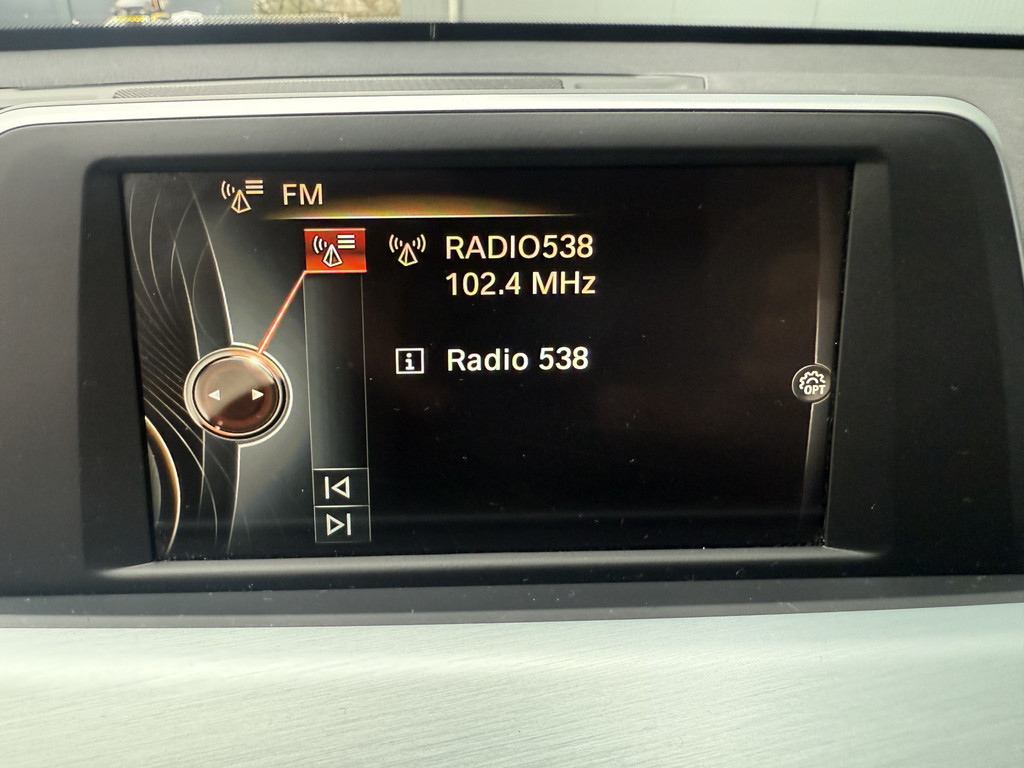 FM
RADIO538
102.4 MHz
i Radio 538
OPT